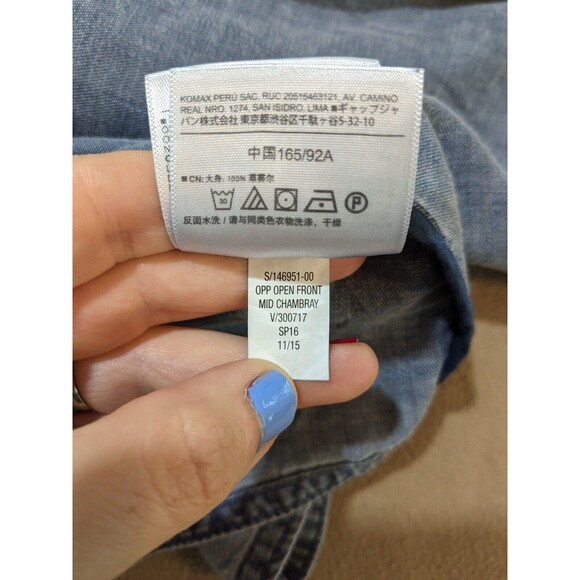 KOMAX PERU SAC. RUC 20515463121, AV. CAMINO
REAL NRO. 1274, SAN ISIDRO, LIMA ■ギャップジャ
パン株式会社 東京都渋谷区千駄ヶ谷5-32-10
中国165/92A
■ CN: 大身: 100% 莱赛尔
30
P
反面水洗 / 请与同类色衣物洗涤，干燥
S/146951-00
OPP OPEN FRONT
MID CHAMBRAY
V/300717
SP16
11/15